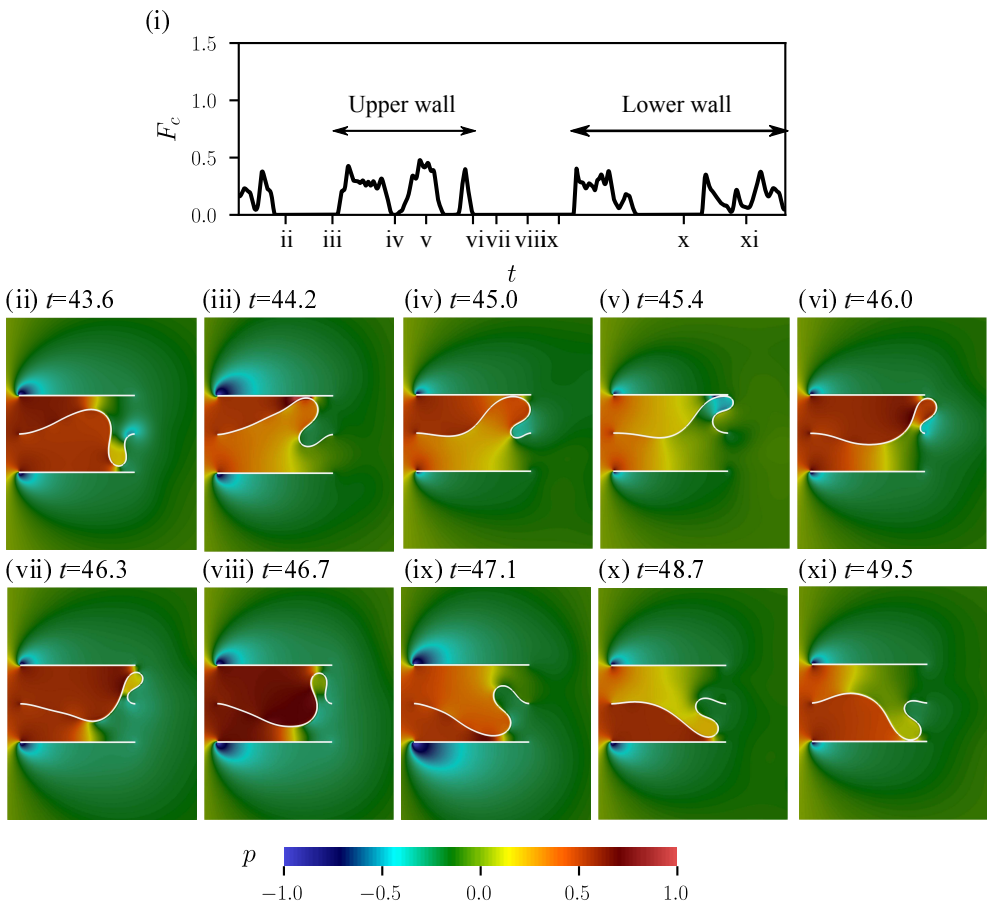 (i)
1.5
1.0
0.5
0.0
F_c
Upper wall
Lower wall
ii iii iv v vi vii viii ix x xi
t
(ii) t=43.6 (iii) t=44.2 (iv) t=45.0 (v) t=45.4 (vi) t=46.0
(vii) t=46.3 (viii) t=46.7 (ix) t=47.1 (x) t=48.7 (xi) t=49.5
p
−1.0 −0.5 0.0 0.5 1.0